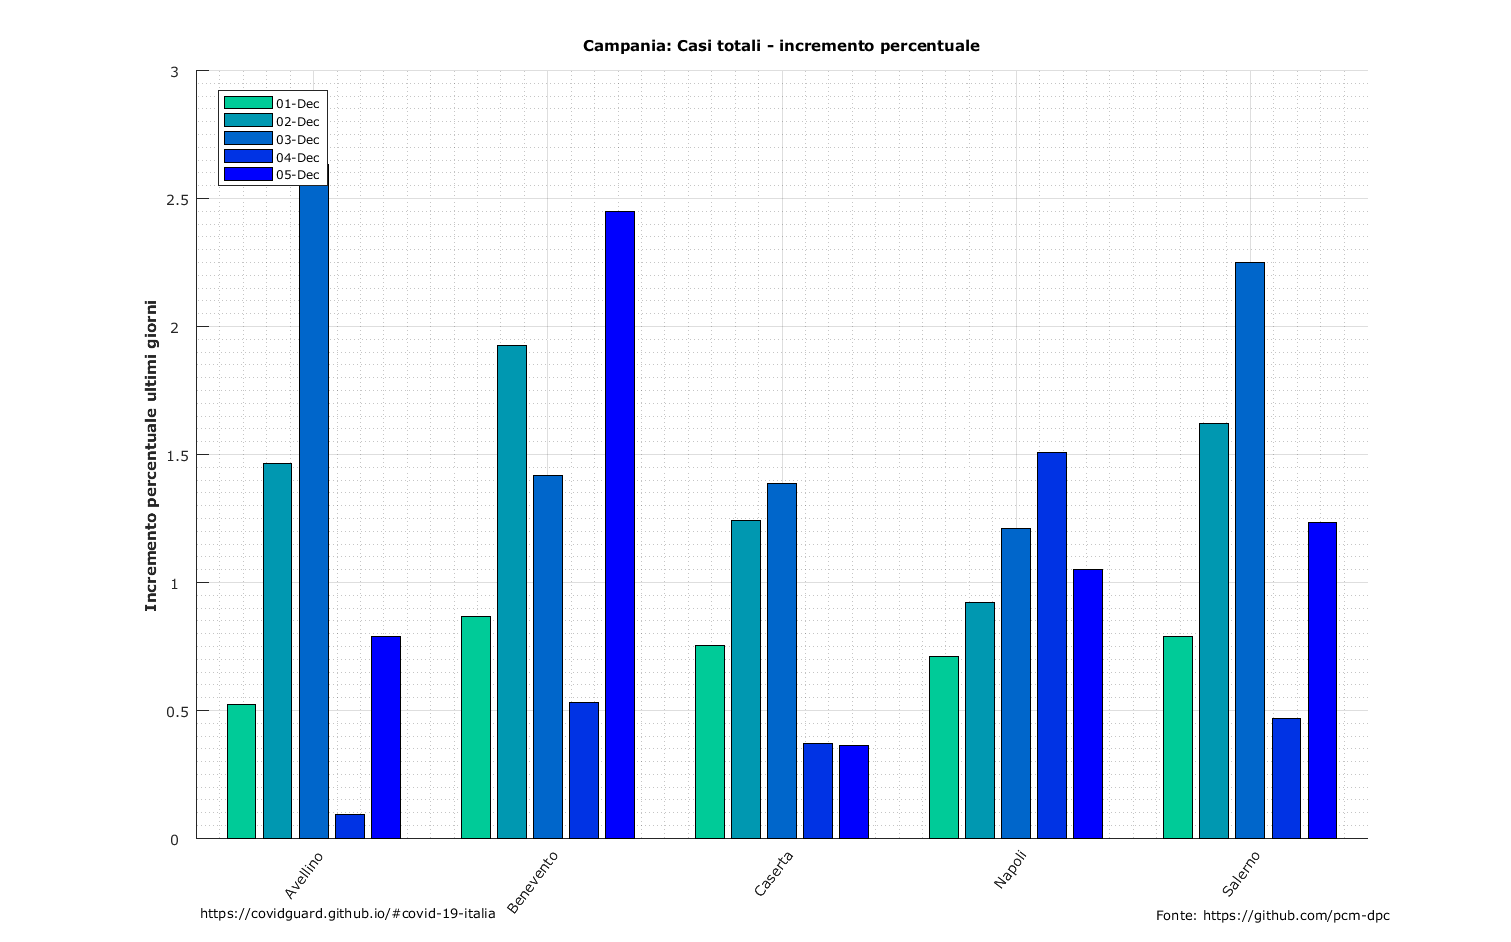 Campania: Casi totali - incremento percentuale
3
2.5
2
1.5
1
0.5
0
Incremento percentuale ultimi giorni
01-Dec
02-Dec
03-Dec
04-Dec
05-Dec
Avellino
Benevento
Caserta
Napoli
Salerno
https://covidguard.github.io/#covid-19-italia
Fonte: https://github.com/pcm-dpc